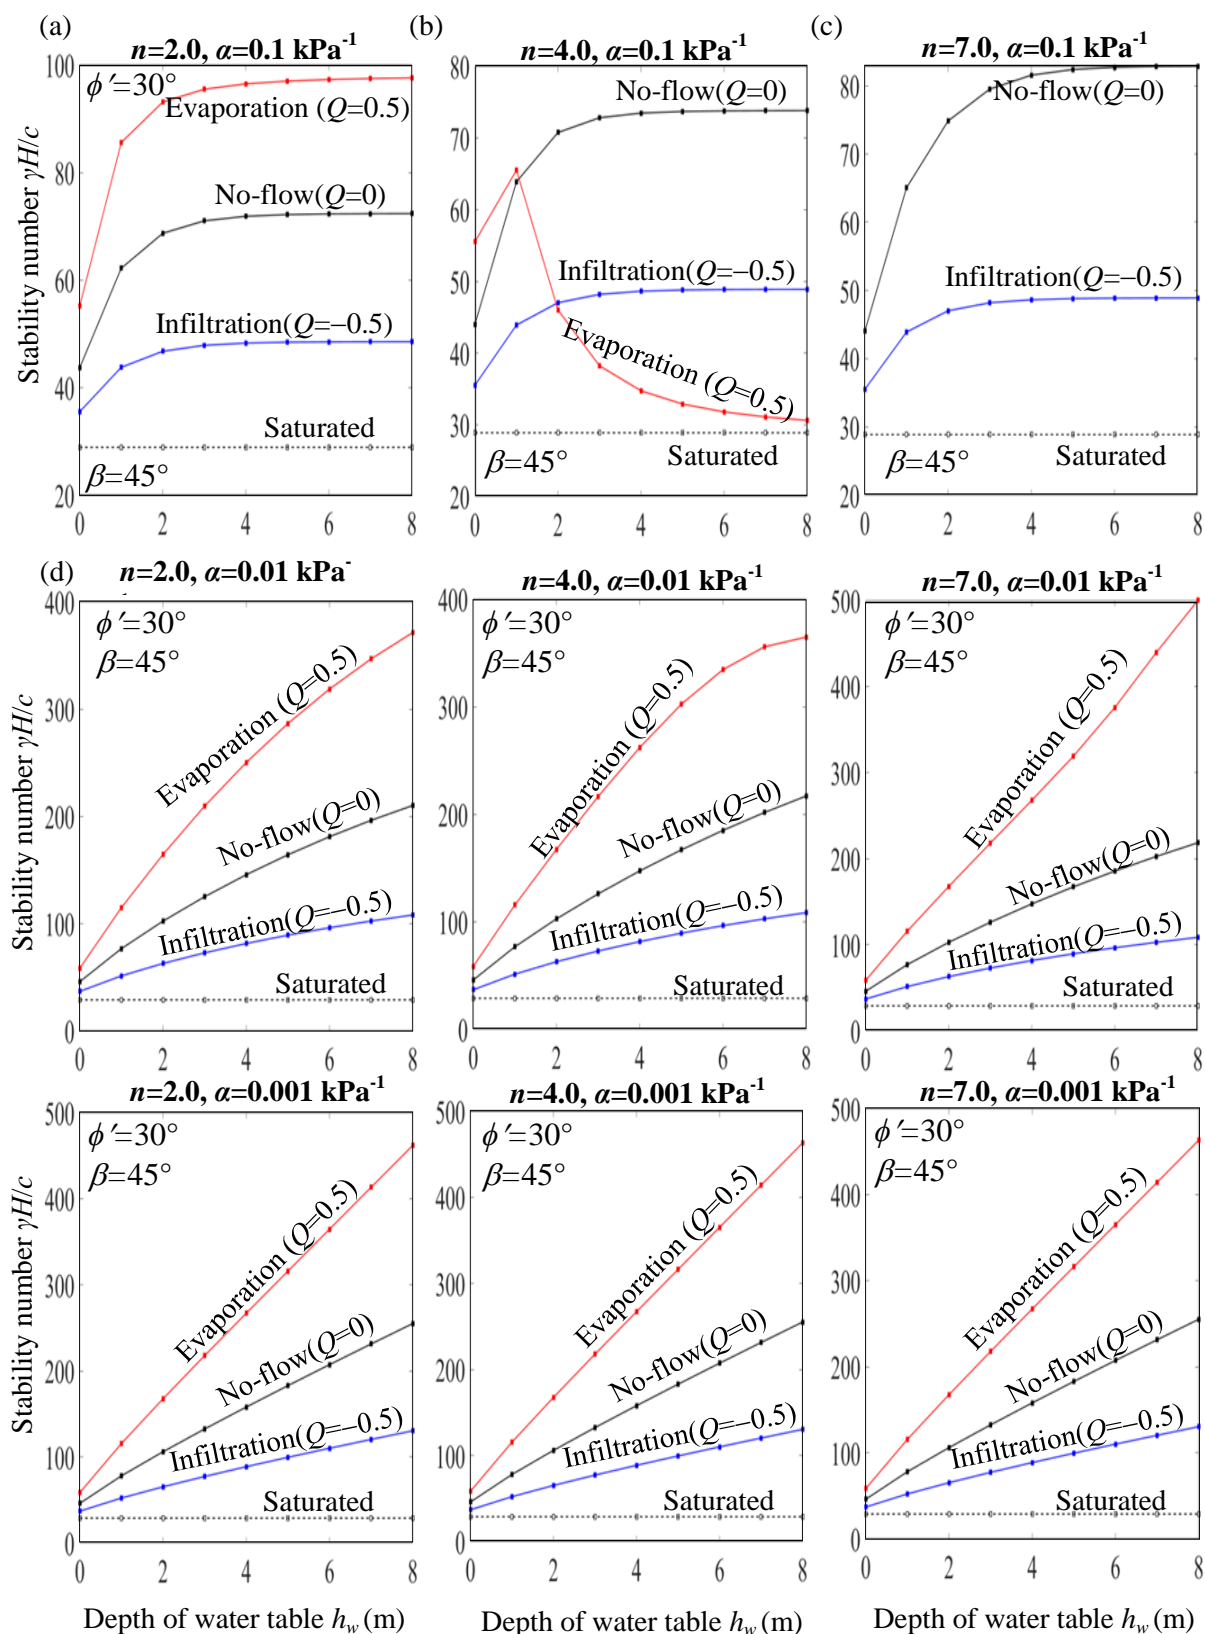 (a)
n=2.0, α=0.1 kPa-1
Stability number γH/c
100
80
60
40
20
ϕ′=30°
Evaporation (Q=0.5)
No-flow(Q=0)
Infiltration(Q=−0.5)
Saturated
β=45°
0 2 4 6 8
(b)
n=4.0, α=0.1 kPa-1
80
70
60
50
40
30
20
No-flow(Q=0)
Infiltration(Q=−0.5)
Evaporation (Q=0.5)
β=45°
Saturated
0 2 4 6 8
(c)
n=7.0, α=0.1 kPa-1
80
70
60
50
40
30
20
No-flow(Q=0)
Infiltration(Q=−0.5)
β=45°
Saturated
0 2 4 6 8
(d)
n=2.0, α=0.01 kPa-
Stability number γH/c
400
300
200
100
0
ϕ′=30°
β=45°
Evaporation (Q=0.5)
No-flow(Q=0)
Infiltration(Q=−0.5)
Saturated
0 2 4 6 8
n=4.0, α=0.01 kPa-1
400
300
200
100
0
ϕ′=30°
β=45°
Evaporation (Q=0.5)
No-flow(Q=0)
Infiltration(Q=−0.5)
Saturated
0 2 4 6 8
n=7.0, α=0.01 kPa-1
500
400
300
200
100
0
ϕ′=30°
β=45°
Evaporation (Q=0.5)
No-flow(Q=0)
Infiltration(Q=−0.5)
Saturated
0 2 4 6 8
n=2.0, α=0.001 kPa-1
Stability number γH/c
500
400
300
200
100
0
ϕ′=30°
β=45°
Evaporation (Q=0.5)
No-flow(Q=0)
Infiltration(Q=−0.5)
Saturated
0 2 4 6 8
Depth of water table hw (m)
n=4.0, α=0.001 kPa-1
500
400
300
200
100
0
ϕ′=30°
β=45°
Evaporation (Q=0.5)
No-flow(Q=0)
Infiltration(Q=−0.5)
Saturated
0 2 4 6 8
Depth of water table hw (m)
n=7.0, α=0.001 kPa-1
500
400
300
200
100
0
ϕ′=30°
β=45°
Evaporation (Q=0.5)
No-flow(Q=0)
Infiltration(Q=−0.5)
Saturated
0 2 4 6 8
Depth of water table hw (m)